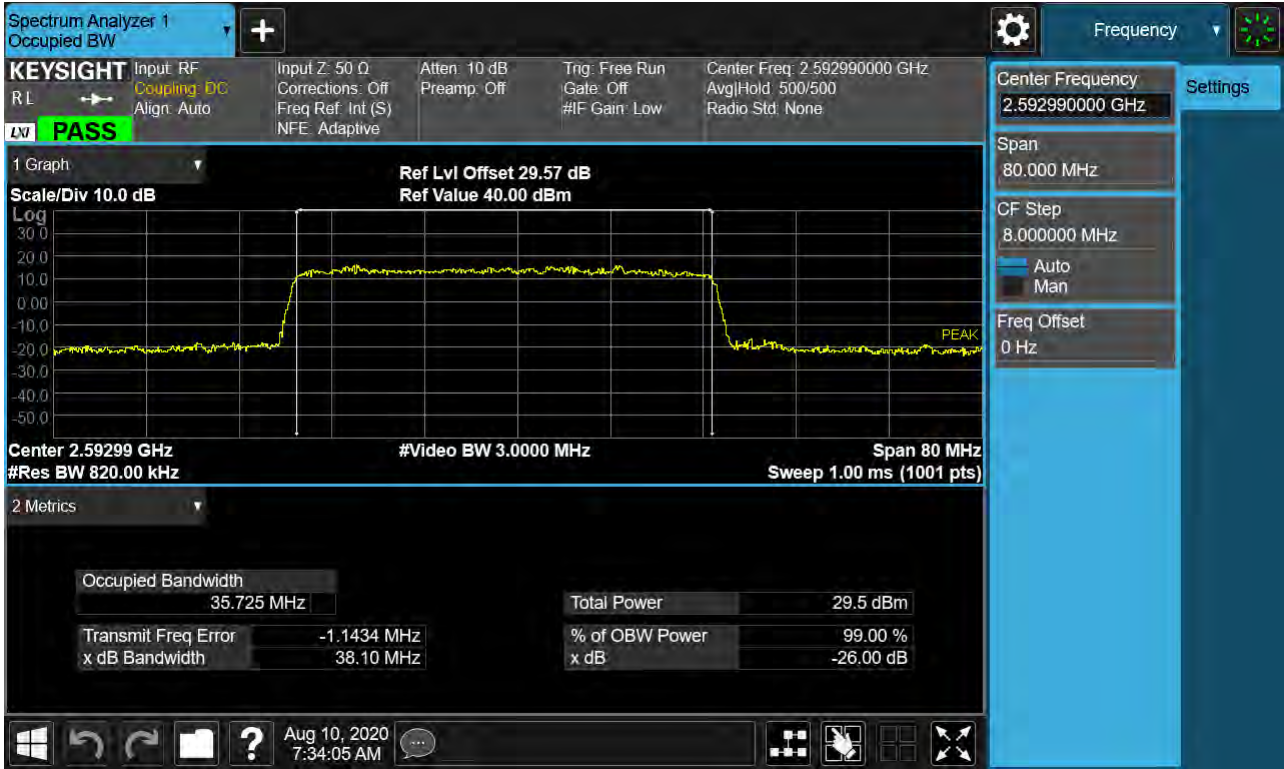 Spectrum Analyzer 1
Occupied BW
+
Frequency
KEYSIGHT
RL
LXI
PASS
Input: RF
Coupling: DC
Align: Auto
Input Z: 50 Ω
Corrections: Off
Freq Ref: Int (S)
NFE: Adaptive
Atten: 10 dB
Preamp: Off
Trig: Free Run
Gate: Off
#IF Gain: Low
Center Freq: 2.592990000 GHz
Avg|Hold: 500/500
Radio Std: None
Center Frequency
2.592990000 GHz
Settings
Span
80.000 MHz
CF Step
8.000000 MHz
Auto
Man
Freq Offset
0 Hz
1 Graph
Scale/Div 10.0 dB
Ref Lvl Offset 29.57 dB
Ref Value 40.00 dBm
Log
30.0
20.0
10.0
0.00
-10.0
-20.0
-30.0
-40.0
-50.0
PEAK
Center 2.59299 GHz
#Video BW 3.0000 MHz
Span 80 MHz
#Res BW 820.00 kHz
Sweep 1.00 ms (1001 pts)
2 Metrics
Occupied Bandwidth
35.725 MHz
Total Power 29.5 dBm
Transmit Freq Error -1.1434 MHz
% of OBW Power 99.00 %
x dB Bandwidth 38.10 MHz
x dB -26.00 dB
?
Aug 10, 2020
7:34:05 AM